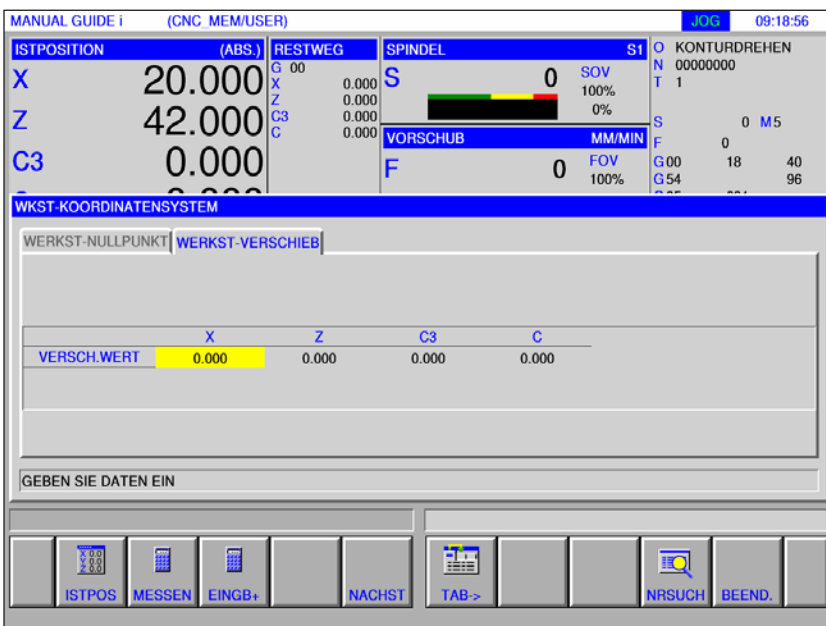 MANUAL GUIDE i (CNC_MEM/USER) JOG 09:18:56
ISTPOSITION (ABS.)
X 20.000
Z 42.000
C3 0.000
RESTWEG
G 00
X 0.000
Z 0.000
C3 0.000
C 0.000
SPINDEL S1
S 0 SOV
100%
0%
VORSCHUB MM/MIN
F 0 FOV
100%
O KONTURDREHEN
N 00000000
T 1
S 0 M 5
F 0
G 00 18 40
G 54 96
WKST-KOORDINATENSYSTEM
WERKST-NULLPUNKT WERKST-VERSCHIEB
X Z C3 C
VERSCH.WERT 0.000 0.000 0.000 0.000
GEBEN SIE DATEN EIN
ISTPOS MESSEN EINGB+ NACHST TAB-> NRSUCH BEEND.